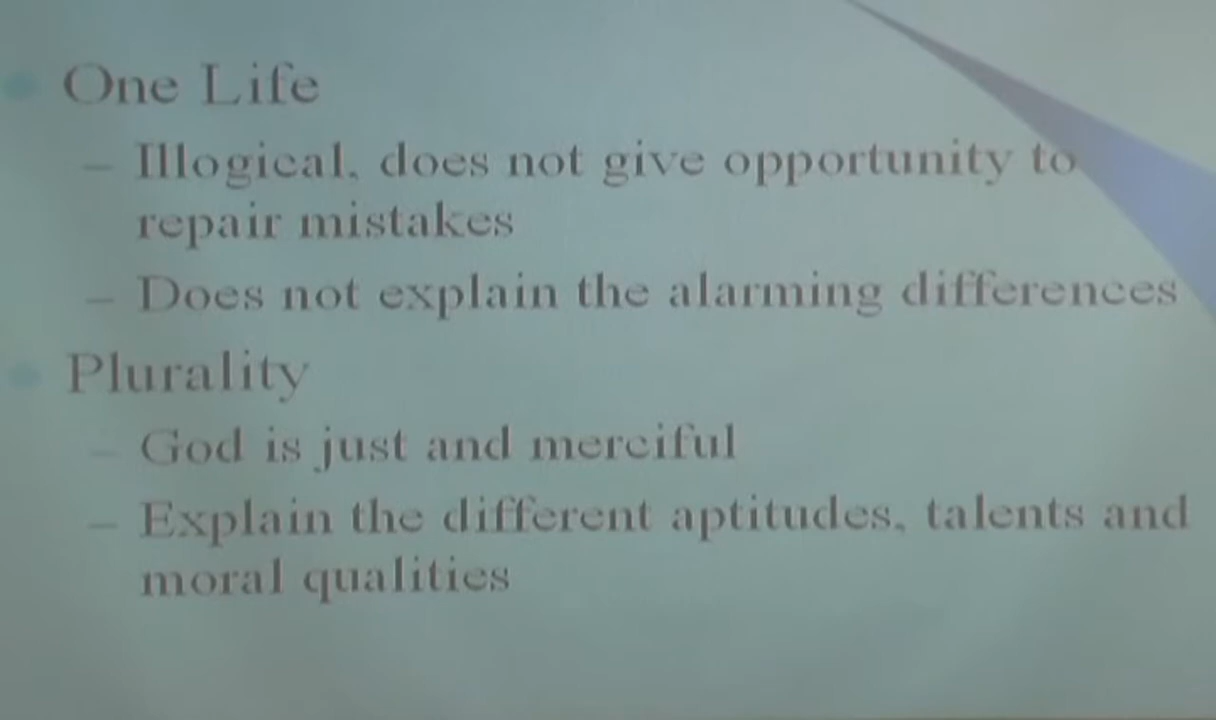 One Life
– Illogical, does not give opportunity to
repair mistakes
– Does not explain the alarming differences
Plurality
– God is just and merciful
– Explain the different aptitudes, talents and
moral qualities